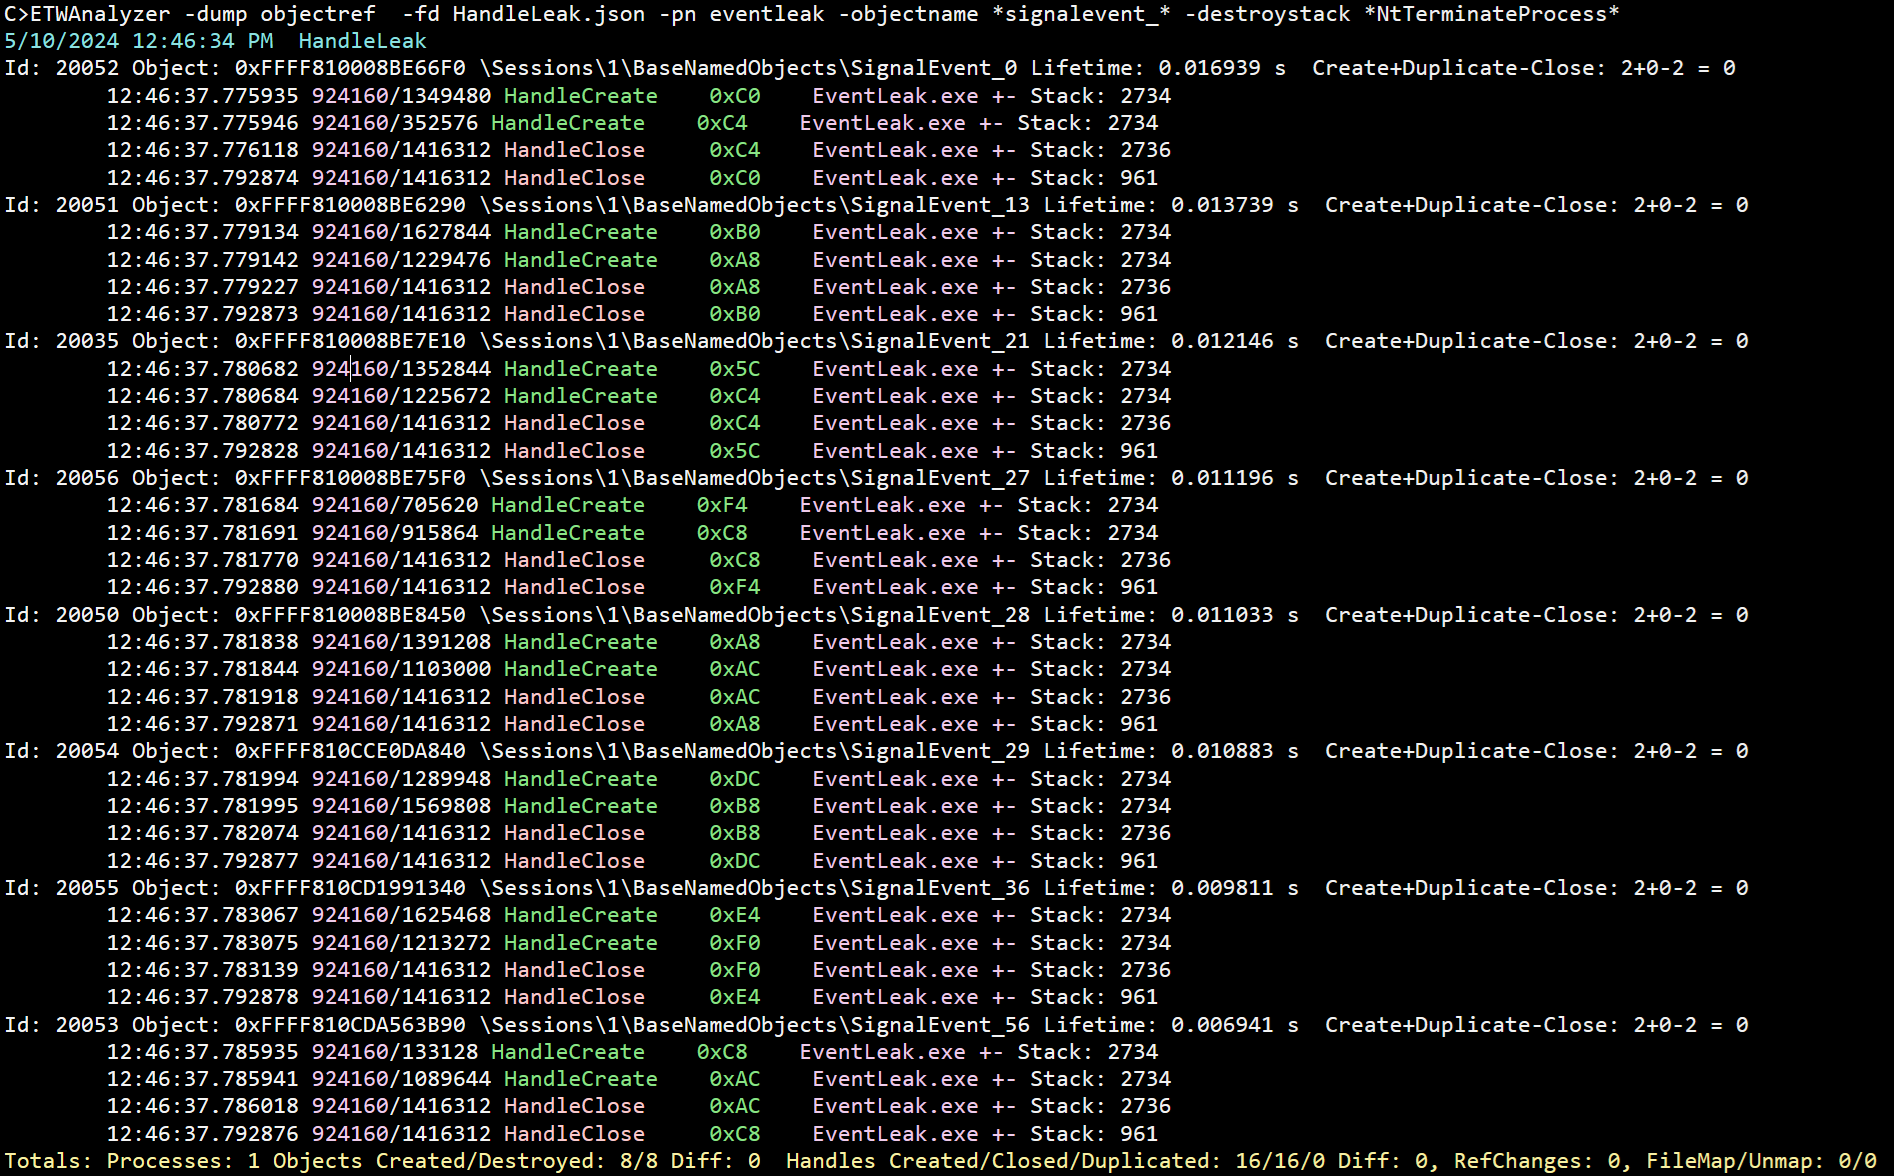 C>ETWAnalyzer -dump objectref  -fd HandleLeak.json -pn eventleak -objectname *signalevent_* -destroystack *NtTerminateProcess*
5/10/2024 12:46:34 PM  HandleLeak
Id: 20052 Object: 0xFFFF810008BE66F0 \Sessions\1\BaseNamedObjects\SignalEvent_0 Lifetime: 0.016939 s  Create+Duplicate-Close: 2+0-2 = 0
12:46:37.775935 924160/1349480 HandleCreate    0xC0    EventLeak.exe +- Stack: 2734
12:46:37.775946 924160/352576 HandleCreate    0xC4    EventLeak.exe +- Stack: 2734
12:46:37.776118 924160/1416312 HandleClose     0xC4    EventLeak.exe +- Stack: 2736
12:46:37.792874 924160/1416312 HandleClose     0xC0    EventLeak.exe +- Stack: 961
Id: 20051 Object: 0xFFFF810008BE6290 \Sessions\1\BaseNamedObjects\SignalEvent_13 Lifetime: 0.013739 s  Create+Duplicate-Close: 2+0-2 = 0
12:46:37.779134 924160/1627844 HandleCreate    0xB0    EventLeak.exe +- Stack: 2734
12:46:37.779142 924160/1229476 HandleCreate    0xA8    EventLeak.exe +- Stack: 2734
12:46:37.779227 924160/1416312 HandleClose     0xA8    EventLeak.exe +- Stack: 2736
12:46:37.792873 924160/1416312 HandleClose     0xB0    EventLeak.exe +- Stack: 961
Id: 20035 Object: 0xFFFF810008BE7E10 \Sessions\1\BaseNamedObjects\SignalEvent_21 Lifetime: 0.012146 s  Create+Duplicate-Close: 2+0-2 = 0
12:46:37.780682 924160/1352844 HandleCreate    0x5C    EventLeak.exe +- Stack: 2734
12:46:37.780684 924160/1225672 HandleCreate    0xC4    EventLeak.exe +- Stack: 2734
12:46:37.780772 924160/1416312 HandleClose     0xC4    EventLeak.exe +- Stack: 2736
12:46:37.792828 924160/1416312 HandleClose     0x5C    EventLeak.exe +- Stack: 961
Id: 20056 Object: 0xFFFF810008BE75F0 \Sessions\1\BaseNamedObjects\SignalEvent_27 Lifetime: 0.011196 s  Create+Duplicate-Close: 2+0-2 = 0
12:46:37.781684 924160/705620 HandleCreate    0xF4    EventLeak.exe +- Stack: 2734
12:46:37.781691 924160/915864 HandleCreate    0xC8    EventLeak.exe +- Stack: 2734
12:46:37.781770 924160/1416312 HandleClose     0xC8    EventLeak.exe +- Stack: 2736
12:46:37.792880 924160/1416312 HandleClose     0xF4    EventLeak.exe +- Stack: 961
Id: 20050 Object: 0xFFFF810008BE8450 \Sessions\1\BaseNamedObjects\SignalEvent_28 Lifetime: 0.011033 s  Create+Duplicate-Close: 2+0-2 = 0
12:46:37.781838 924160/1391208 HandleCreate    0xA8    EventLeak.exe +- Stack: 2734
12:46:37.781844 924160/1103000 HandleCreate    0xAC    EventLeak.exe +- Stack: 2734
12:46:37.781918 924160/1416312 HandleClose     0xAC    EventLeak.exe +- Stack: 2736
12:46:37.792871 924160/1416312 HandleClose     0xA8    EventLeak.exe +- Stack: 961
Id: 20054 Object: 0xFFFF810CCE0DA840 \Sessions\1\BaseNamedObjects\SignalEvent_29 Lifetime: 0.010883 s  Create+Duplicate-Close: 2+0-2 = 0
12:46:37.781994 924160/1289948 HandleCreate    0xDC    EventLeak.exe +- Stack: 2734
12:46:37.781995 924160/1569808 HandleCreate    0xB8    EventLeak.exe +- Stack: 2734
12:46:37.782074 924160/1416312 HandleClose     0xB8    EventLeak.exe +- Stack: 2736
12:46:37.792877 924160/1416312 HandleClose     0xDC    EventLeak.exe +- Stack: 961
Id: 20055 Object: 0xFFFF810CD1991340 \Sessions\1\BaseNamedObjects\SignalEvent_36 Lifetime: 0.009811 s  Create+Duplicate-Close: 2+0-2 = 0
12:46:37.783067 924160/1625468 HandleCreate    0xE4    EventLeak.exe +- Stack: 2734
12:46:37.783075 924160/1213272 HandleCreate    0xF0    EventLeak.exe +- Stack: 2734
12:46:37.783139 924160/1416312 HandleClose     0xF0    EventLeak.exe +- Stack: 2736
12:46:37.792878 924160/1416312 HandleClose     0xE4    EventLeak.exe +- Stack: 961
Id: 20053 Object: 0xFFFF810CDA563B90 \Sessions\1\BaseNamedObjects\SignalEvent_56 Lifetime: 0.006941 s  Create+Duplicate-Close: 2+0-2 = 0
12:46:37.785935 924160/133128 HandleCreate    0xC8    EventLeak.exe +- Stack: 2734
12:46:37.785941 924160/1089644 HandleCreate    0xAC    EventLeak.exe +- Stack: 2734
12:46:37.786018 924160/1416312 HandleClose     0xAC    EventLeak.exe +- Stack: 2736
12:46:37.792876 924160/1416312 HandleClose     0xC8    EventLeak.exe +- Stack: 961
Totals: Processes: 1 Objects Created/Destroyed: 8/8 Diff: 0  Handles Created/Closed/Duplicated: 16/16/0 Diff: 0, RefChanges: 0, FileMap/Unmap: 0/0